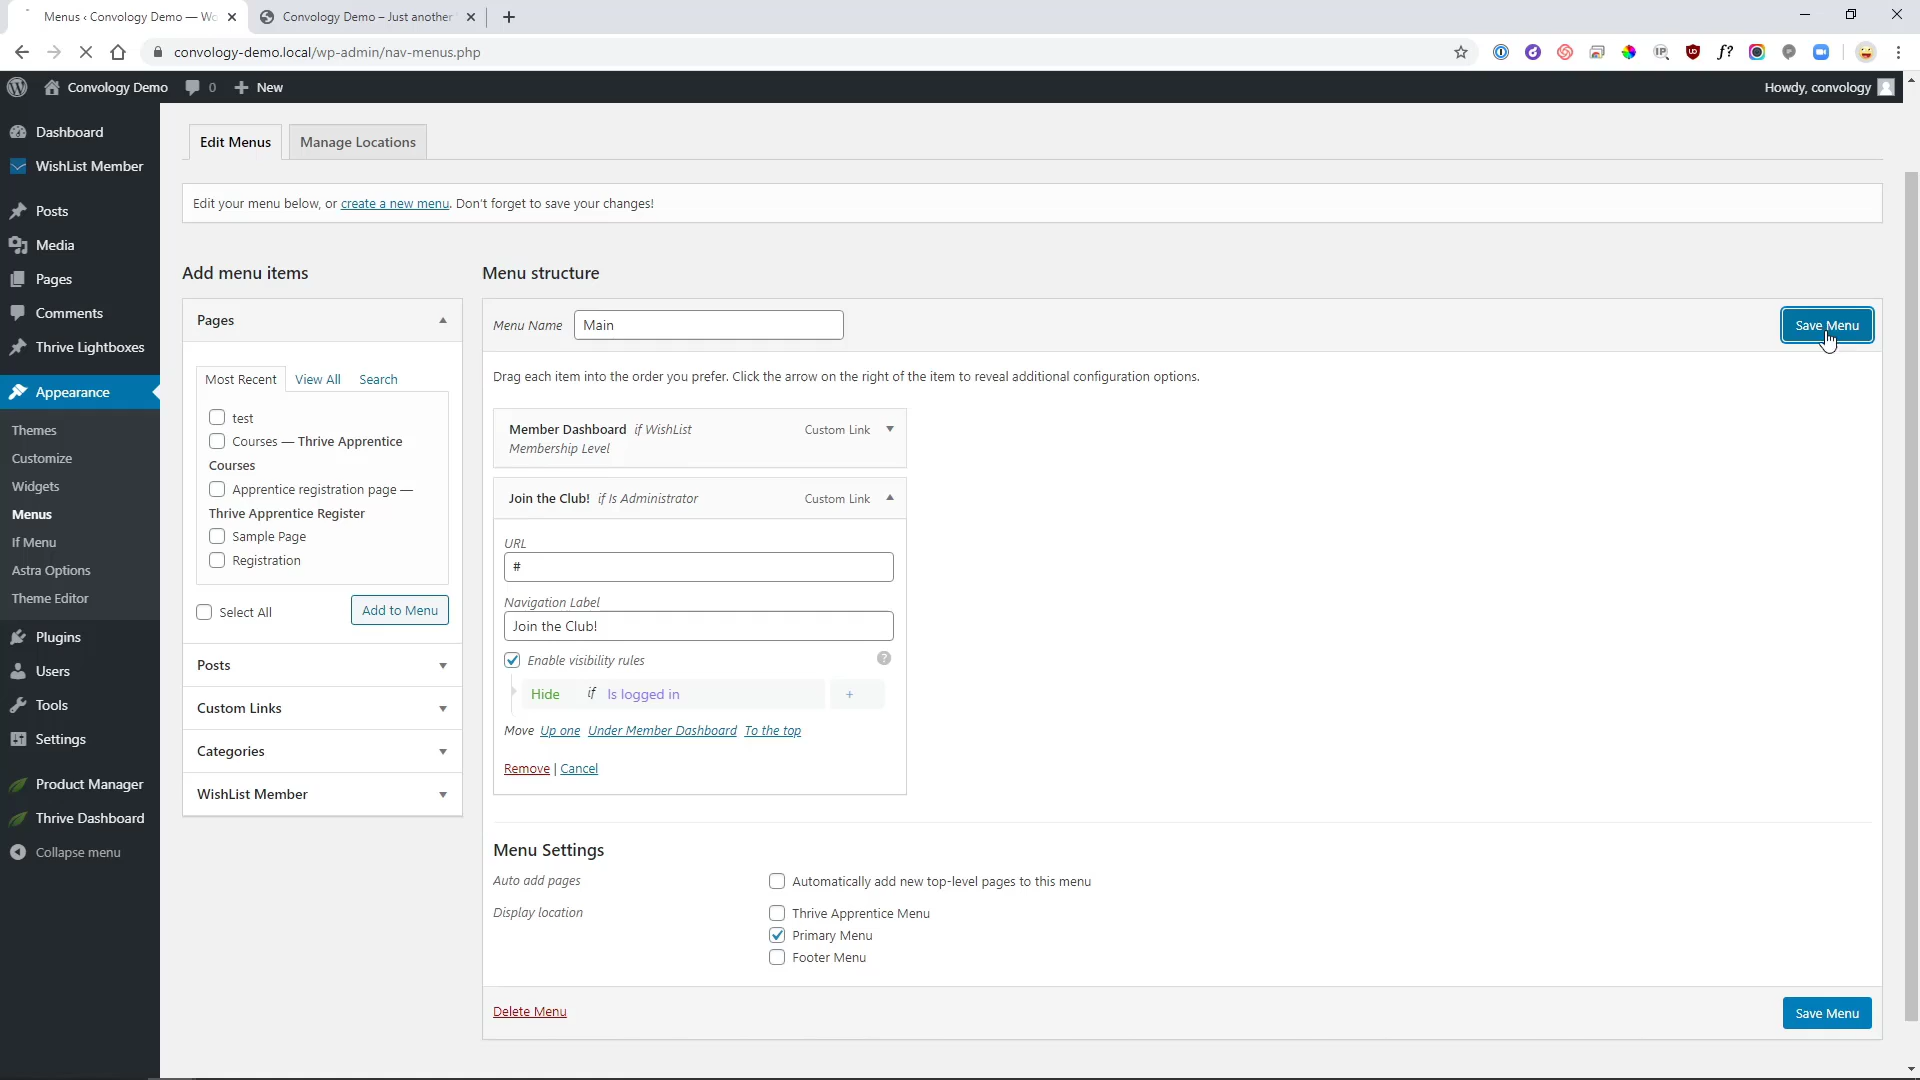 Menus ‹ Convology Demo — Wo
Convology Demo – Just another
convology-demo.local/wp-admin/nav-menus.php
Convology Demo
0
New
Howdy, convology
Dashboard
WishList Member
Posts
Media
Pages
Comments
Thrive Lightboxes
Appearance
Themes
Customize
Widgets
Menus
If Menu
Astra Options
Theme Editor
Plugins
Users
Tools
Settings
Product Manager
Thrive Dashboard
Collapse menu
Edit Menus
Manage Locations
Edit your menu below, or create a new menu. Don't forget to save your changes!
Add menu items
Pages
Most Recent
View All
Search
test
Courses — Thrive Apprentice
Courses
Apprentice registration page —
Thrive Apprentice Register
Sample Page
Registration
Select All
Add to Menu
Posts
Custom Links
Categories
WishList Member
Menu structure
Menu Name
Main
Save Menu
Drag each item into the order you prefer. Click the arrow on the right of the item to reveal additional configuration options.
Member Dashboard if WishList
Membership Level
Custom Link
Join the Club! if Is Administrator
Custom Link
URL
#
Navigation Label
Join the Club!
Enable visibility rules
?
Hide if Is logged in
+
Move Up one Under Member Dashboard To the top
Remove | Cancel
Menu Settings
Auto add pages
Automatically add new top-level pages to this menu
Display location
Thrive Apprentice Menu
Primary Menu
Footer Menu
Delete Menu
Save Menu